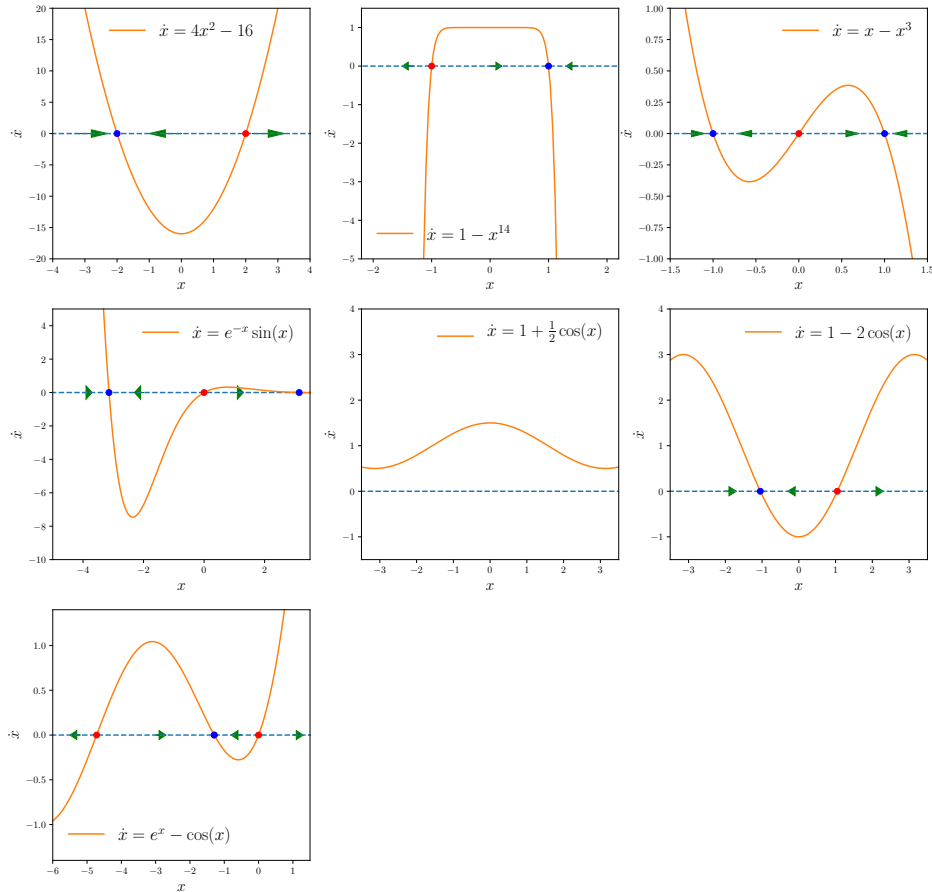 ẋ = 4x² − 16
20
15
10
5
0
−5
−10
−15
−20
−4 −3 −2 −1 0 1 2 3 4
x
ẋ
ẋ = 1 − x¹⁴
1
0
−1
−2
−3
−4
−5
−2 −1 0 1 2
x
ẋ
ẋ = x − x³
1.00
0.75
0.50
0.25
0.00
−0.25
−0.50
−0.75
−1.00
−1.5 −1.0 −0.5 0.0 0.5 1.0 1.5
x
ẋ
ẋ = e⁻ˣ sin(x)
4
2
0
−2
−4
−6
−8
−10
−4 −2 0 2
x
ẋ
ẋ = 1 + ½ cos(x)
4
3
2
1
0
−1
−3 −2 −1 0 1 2 3
x
ẋ
ẋ = 1 − 2 cos(x)
4
3
2
1
0
−1
−3 −2 −1 0 1 2 3
x
ẋ
ẋ = eˣ − cos(x)
1.0
0.5
0.0
−0.5
−1.0
−6 −5 −4 −3 −2 −1 0 1
x
ẋ